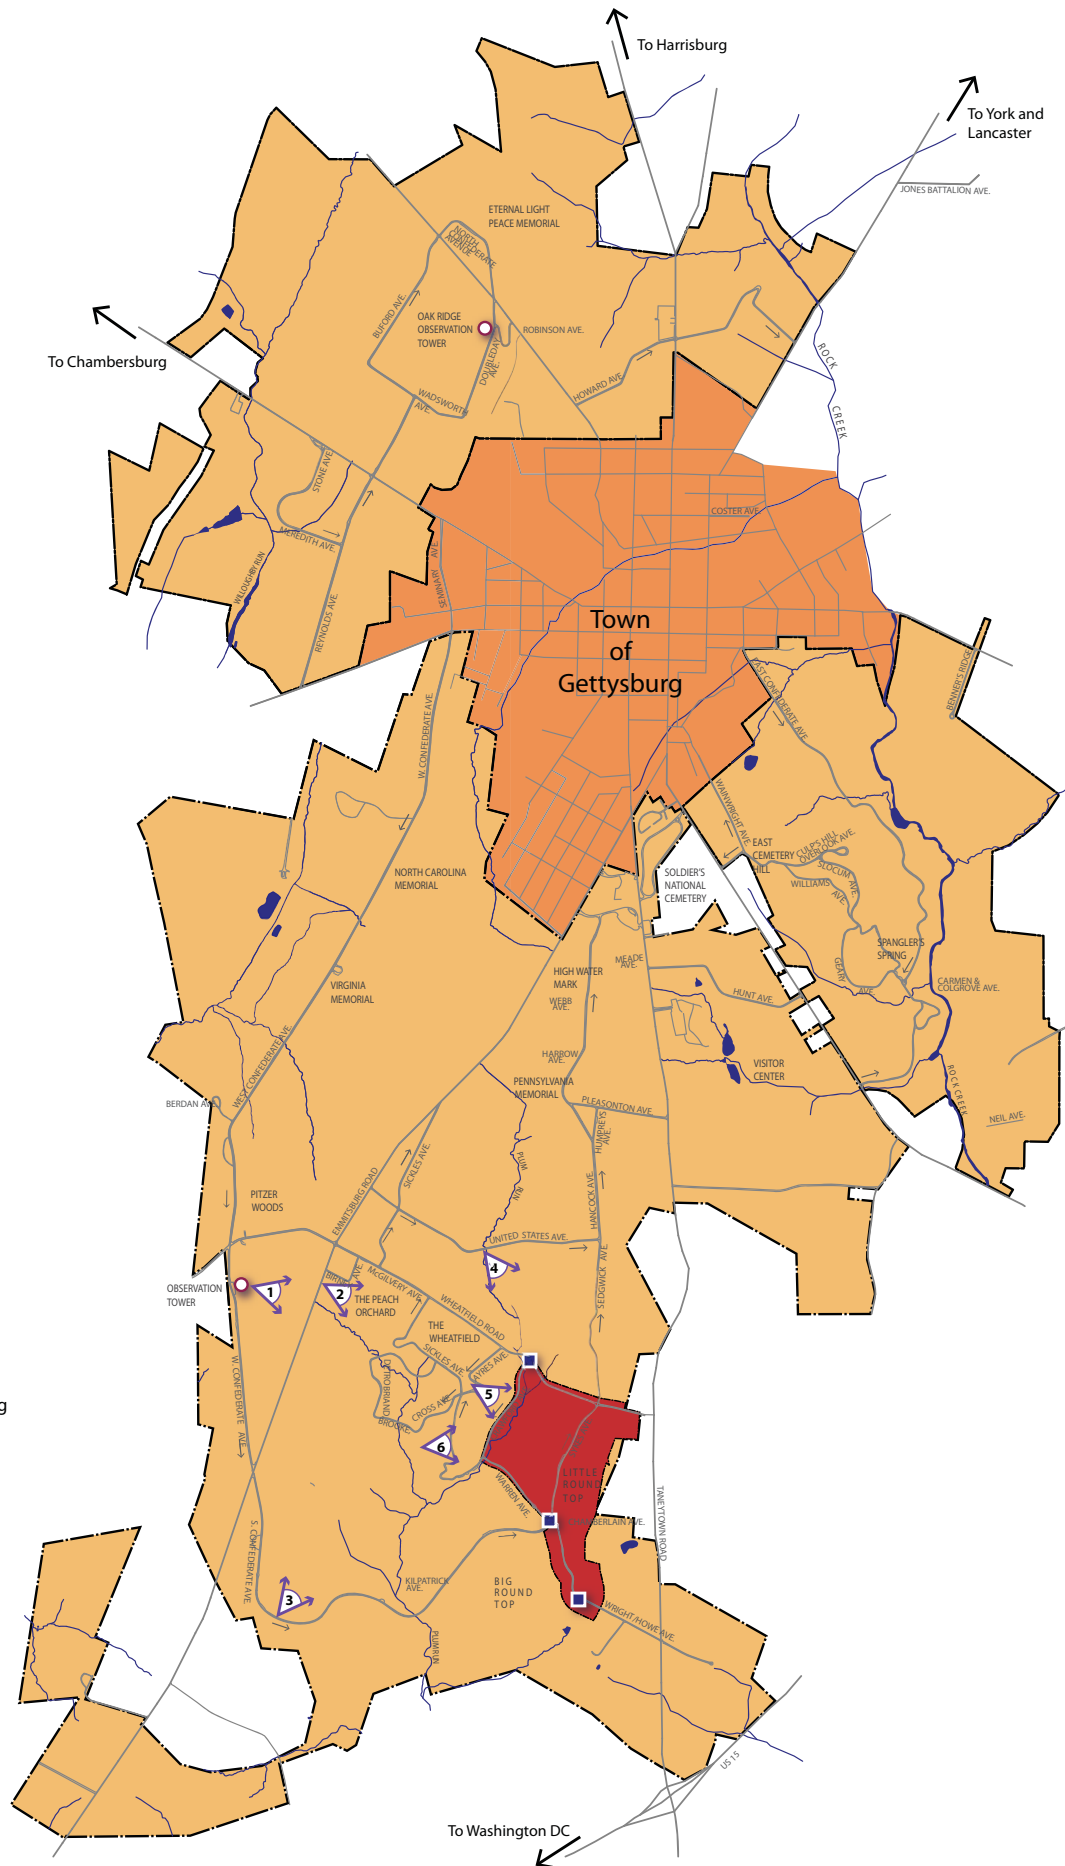 To Harrisburg
To York and
Lancaster
JONES BATTALION AVE.
ETERNAL LIGHT
PEACE MEMORIAL
NORTH
CONFEDERATE
AVENUE
BUFORD AVE.
OAK RIDGE
OBSERVATION
TOWER
ROBINSON AVE.
DOUBLEDAY
AVE.
To Chambersburg
ROCK
CREEK
HOWARD AVE
WADSWORTH
AVE.
STONE AVE.
COSTER AVE.
MEREDITH AVE.
SEMINARY AVE.
WILLOUGHBY RUN
REYNOLDS AVE.
Town
of
Gettysburg
EAST CONFEDERATE AVE.
BENNER'S RIDGE
W. CONFEDERATE AVE.
WAINWRIGHT AVE.
EAST
CEMETERY
HILL
CULP'S HILL
OVERLOOK AVE.
SLOCUM
AVE.
WILLIAMS
AVE.
NORTH CAROLINA
MEMORIAL
SOLDIER'S
NATIONAL
CEMETERY
SPANGLER'S
SPRING
GEARY
AVE
CARMEN &
COLGROVE AVE.
MEADE
AVE.
HIGH WATER
MARK
WEBB
AVE.
HUNT AVE.
VIRGINIA
MEMORIAL
HARROW
AVE.
VISITOR
CENTER
WEST CONFEDERATE AVE.
PENNSYLVANIA
MEMORIAL
ROCK CREEK
BERDAN AVE
PLEASONTON AVE
HUMPHREYS
AVE.
NEIL AVE.
PLUM
RUN
SICKLES AVE.
EMMITSBURG ROAD
PITZER
WOODS
HANCOCK AVE.
UNITED STATES AVE.
SEDGWICK AVE
OBSERVATION
TOWER
1
2
4
BIRNEY AVE.
McGILVERY AVE.
THE PEACH
ORCHARD
THE
WHEATFIELD
WHEATFIELD ROAD
SICKLES AVE.
AYRES AVE.
W. CONFEDERATE AVE.
DETROBRIAND
CROSS AVE.
BROOKE
5
6
g
LITTLE
ROUND
TOP
WARREN AVE.
TANEYTOWN ROAD
S. CONFEDERATE AVE.
KILPATRICK
AVE.
BIG
ROUND
TOP
3
WRIGHT/HOWE AVE.
PLUM RUN
US 15
To Washington DC